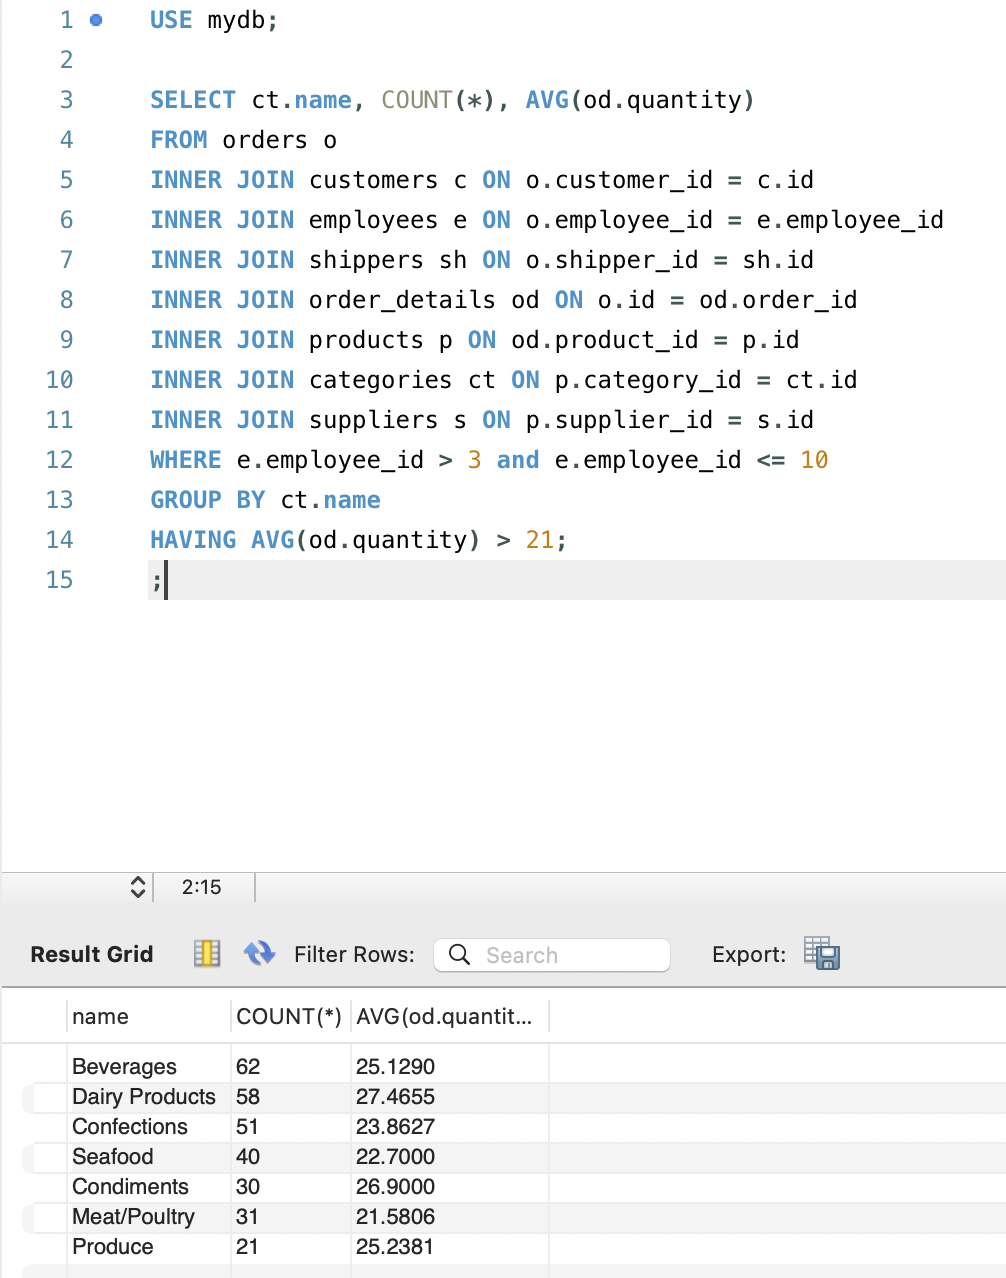 1 USE mydb;
2
3 SELECT ct.name, COUNT(*), AVG(od.quantity)
4 FROM orders o
5 INNER JOIN customers c ON o.customer_id = c.id
6 INNER JOIN employees e ON o.employee_id = e.employee_id
7 INNER JOIN shippers sh ON o.shipper_id = sh.id
8 INNER JOIN order_details od ON o.id = od.order_id
9 INNER JOIN products p ON od.product_id = p.id
10 INNER JOIN categories ct ON p.category_id = ct.id
11 INNER JOIN suppliers s ON p.supplier_id = s.id
12 WHERE e.employee_id > 3 and e.employee_id <= 10
13 GROUP BY ct.name
14 HAVING AVG(od.quantity) > 21;
15 ;
2:15
Result Grid Filter Rows: Search Export:
name COUNT(*) AVG(od.quantit...
Beverages 62 25.1290
Dairy Products 58 27.4655
Confections 51 23.8627
Seafood 40 22.7000
Condiments 30 26.9000
Meat/Poultry 31 21.5806
Produce 21 25.2381